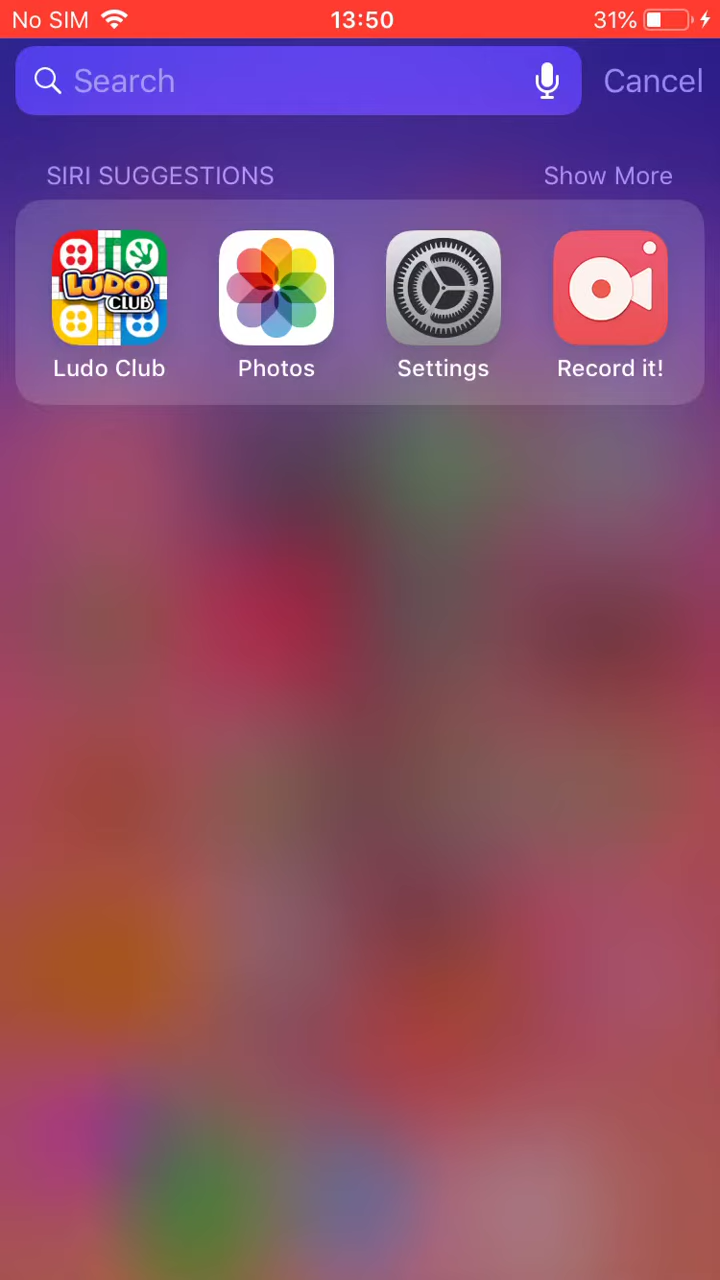 No SIM 13:50 31%
Search Cancel
SIRI SUGGESTIONS Show More
LUDO
CLUB
Ludo Club Photos Settings Record it!